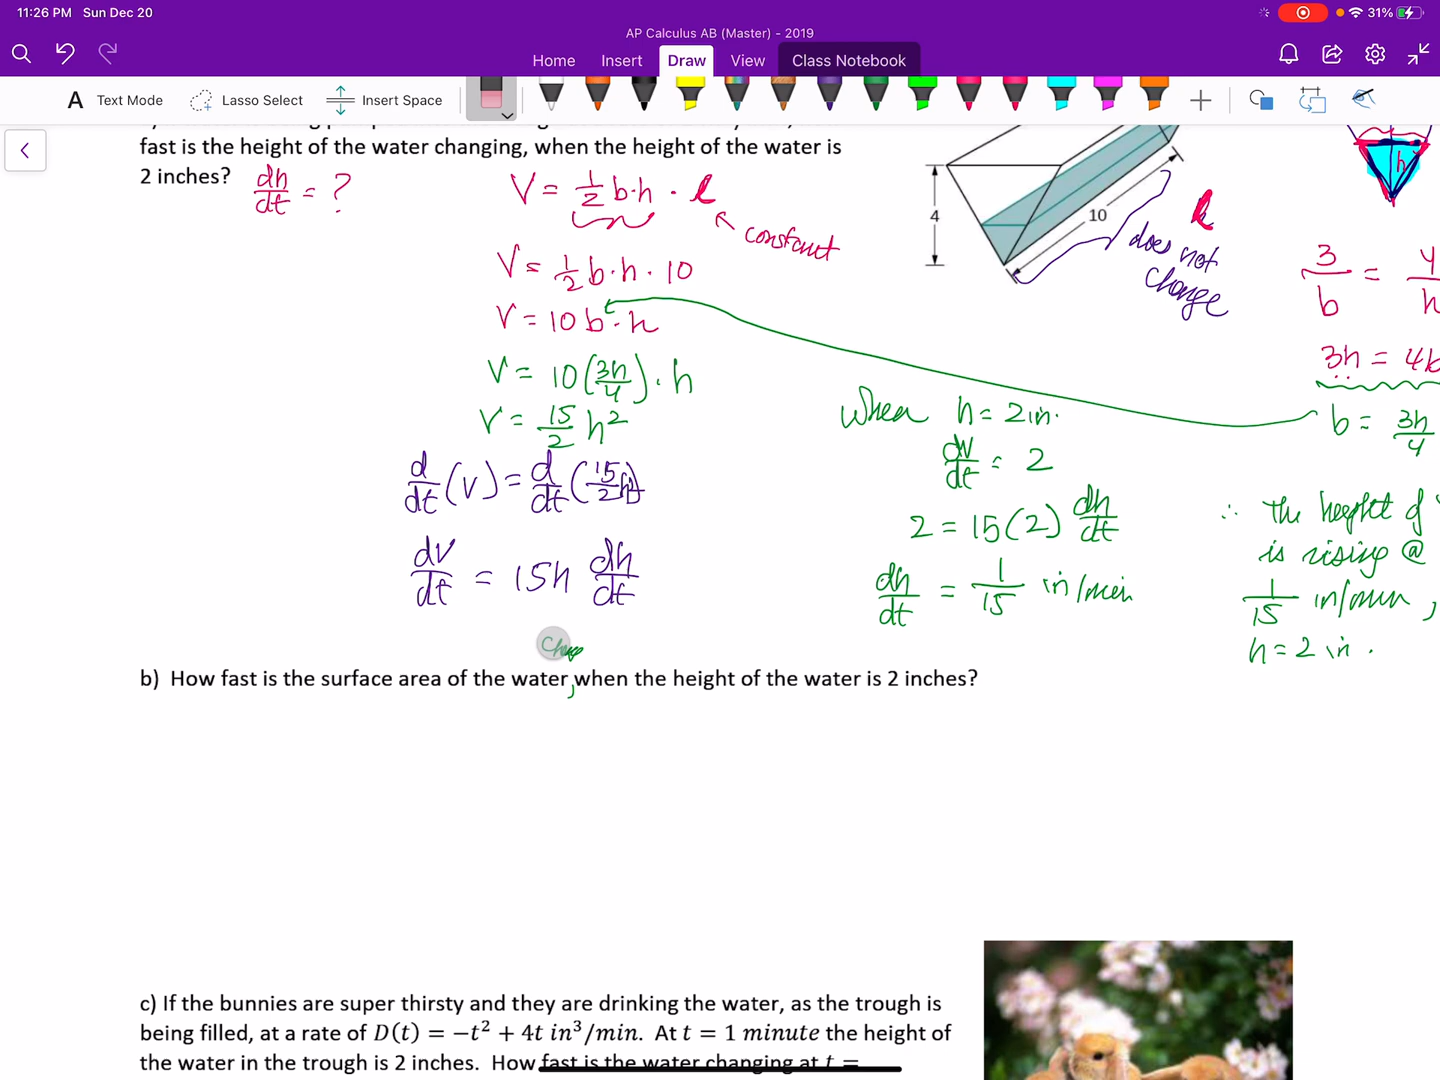 11:26 PM Sun Dec 20
31%
AP Calculus AB (Master) - 2019
Home Insert Draw View Class Notebook
A Text Mode Lasso Select Insert Space
fast is the height of the water changing, when the height of the water is
2 inches? dh/dt = ?
V = 1/2 b·h · l
constant
V = 1/2 b·h·10
V = 10b·h
V = 10(3h/4)·h
V = 15/2 h²
d/dt (V) = d/dt (15/2 h²)
dV/dt = 15h dh/dt
4
10
l
does not
change
h
3/b = 4/h
3h = 4b
b = 3h/4
When h = 2in.
dV/dt = 2
2 = 15(2) dh/dt
dh/dt = 1/15 in/min
∴ the height of
is rising @
1/15 in/min,
h = 2 in.
b) How fast is the surface area of the water, when the height of the water is 2 inches?
c) If the bunnies are super thirsty and they are drinking the water, as the trough is
being filled, at a rate of D(t) = −t² + 4t in³/min. At t = 1 minute the height of
the water in the trough is 2 inches. How fast is the water changing at t =